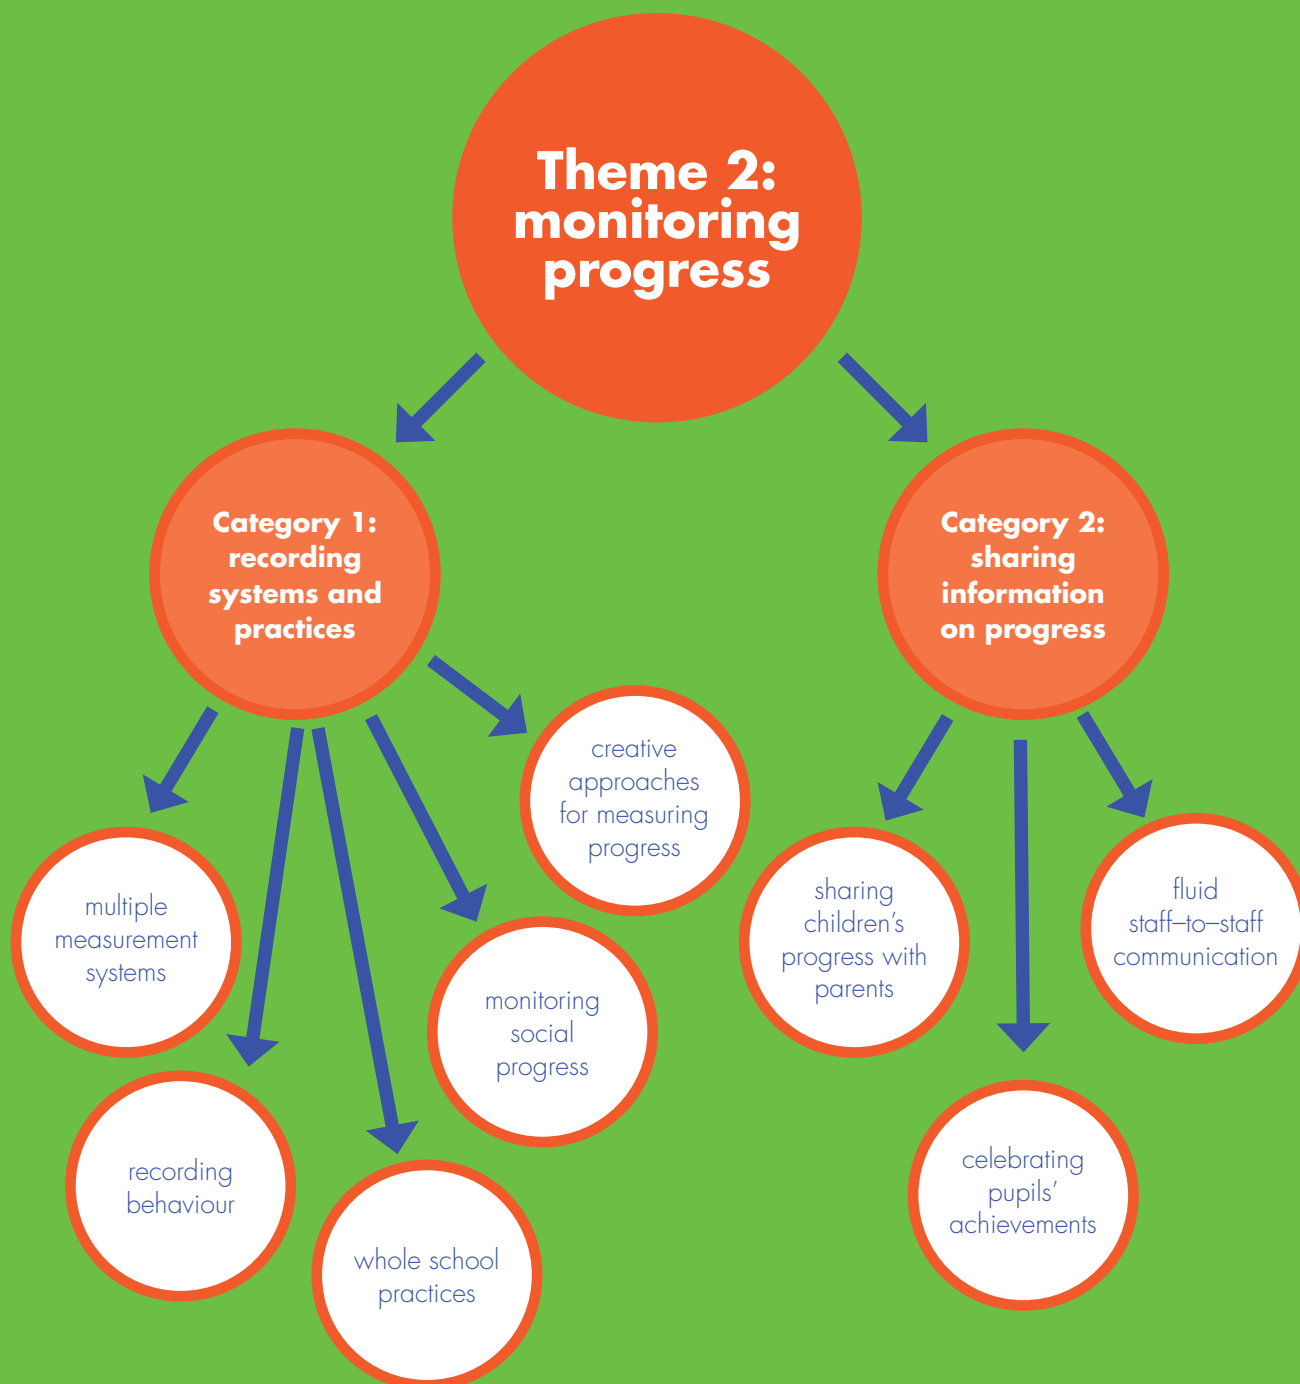 Theme 2:
monitoring
progress
Category 1:
recording
systems and
practices
Category 2:
sharing
information
on progress
creative
approaches
for measuring
progress
multiple
measurement
systems
sharing
children's
progress with
parents
fluid
staff–to–staff
communication
monitoring
social
progress
recording
behaviour
celebrating
pupils’
achievements
whole school
practices